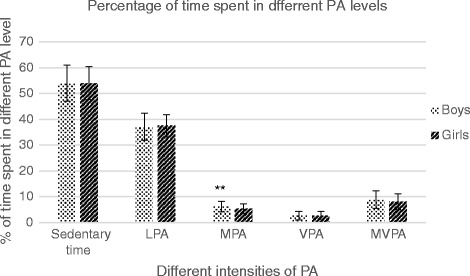 Percentage of time spent in dfferrent PA levels
% of time spent in different PA level
70
60
50
40
30
20
10
0
**
Boys
Girls
Sedentary
time
LPA
MPA
VPA
MVPA
Different intensities of PA